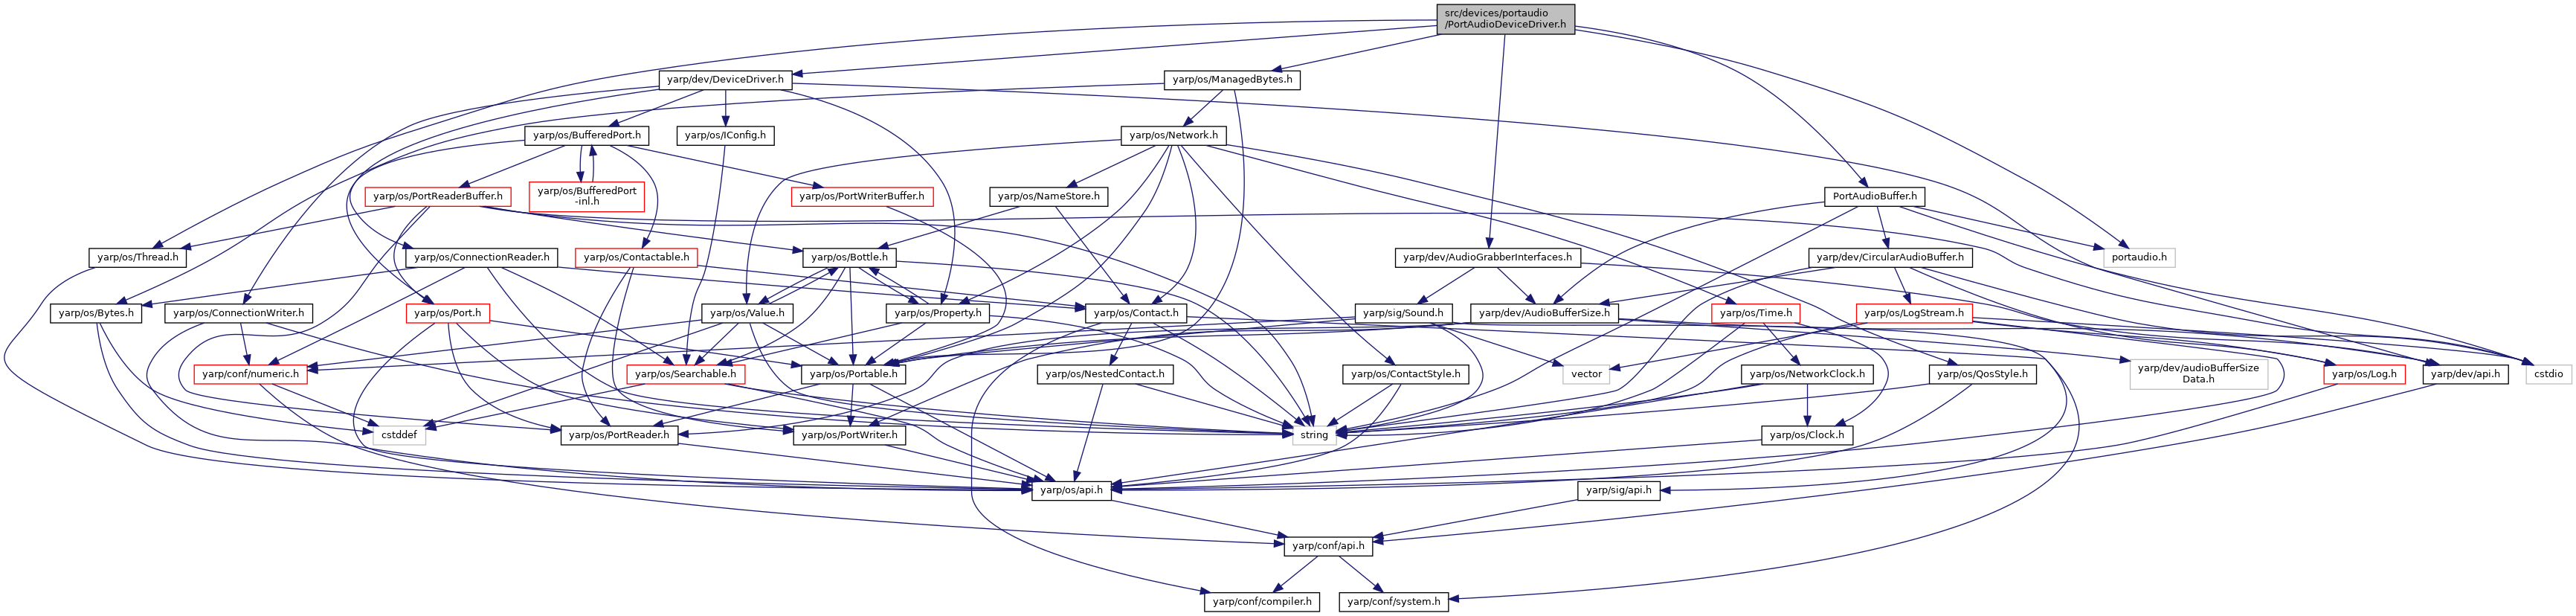 src/devices/portaudio
/PortAudioDeviceDriver.h
yarp/dev/DeviceDriver.h
yarp/os/ManagedBytes.h
yarp/os/BufferedPort.h
yarp/os/IConfig.h
yarp/os/Network.h
yarp/os/PortReaderBuffer.h
yarp/os/BufferedPort
-inl.h
yarp/os/PortWriterBuffer.h
yarp/os/NameStore.h
PortAudioBuffer.h
yarp/os/Thread.h
yarp/os/ConnectionReader.h
yarp/os/Contactable.h
yarp/os/Bottle.h
yarp/dev/AudioGrabberInterfaces.h
yarp/dev/CircularAudioBuffer.h
portaudio.h
yarp/os/Bytes.h
yarp/os/ConnectionWriter.h
yarp/os/Port.h
yarp/os/Value.h
yarp/os/Property.h
yarp/os/Contact.h
yarp/sig/Sound.h
yarp/dev/AudioBufferSize.h
yarp/os/Time.h
yarp/os/LogStream.h
yarp/conf/numeric.h
yarp/os/Searchable.h
yarp/os/Portable.h
yarp/os/NestedContact.h
yarp/os/ContactStyle.h
vector
yarp/os/NetworkClock.h
yarp/os/QosStyle.h
yarp/dev/audioBufferSize
Data.h
yarp/os/Log.h
yarp/dev/api.h
cstdio
cstddef
yarp/os/PortReader.h
yarp/os/PortWriter.h
string
yarp/os/Clock.h
yarp/os/api.h
yarp/sig/api.h
yarp/conf/api.h
yarp/conf/compiler.h
yarp/conf/system.h